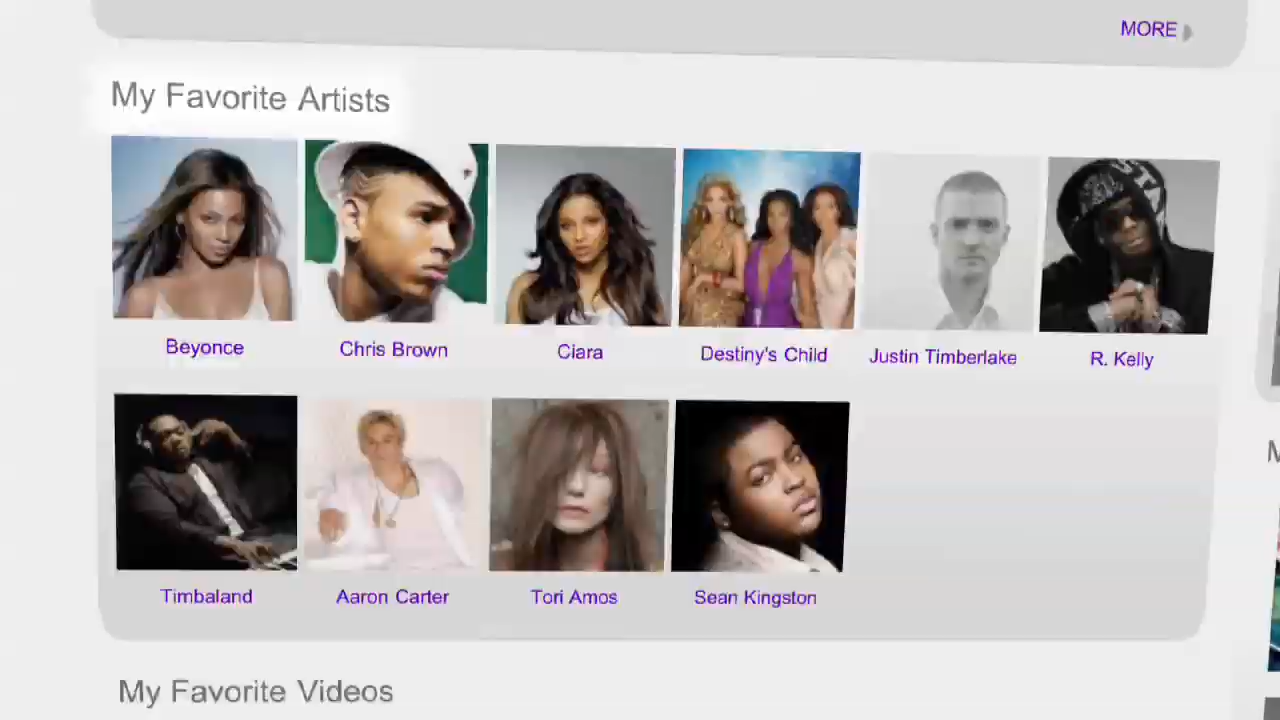 MORE
My Favorite Artists
Beyonce
Chris Brown
Ciara
Destiny's Child
Justin Timberlake
R. Kelly
Timbaland
Aaron Carter
Tori Amos
Sean Kingston
My Favorite Videos